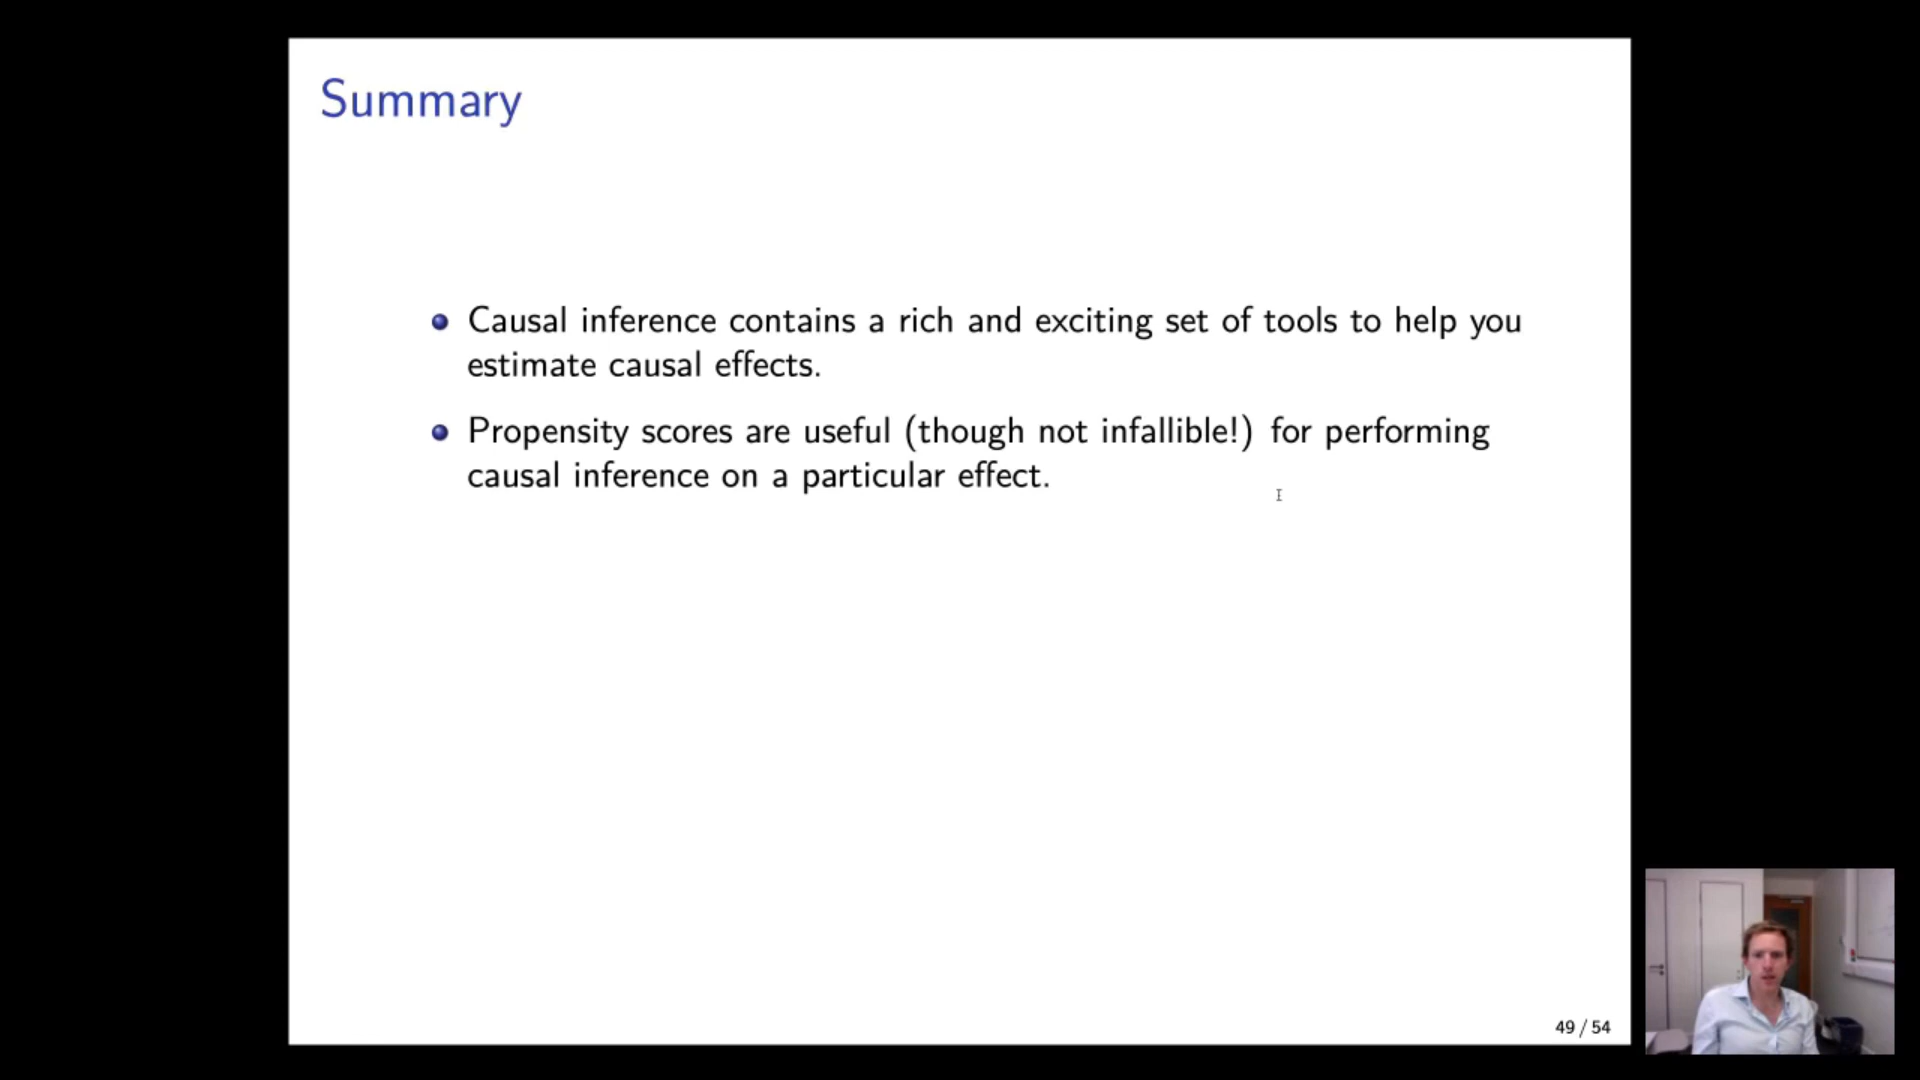 Summary
Causal inference contains a rich and exciting set of tools to help you
estimate causal effects.
Propensity scores are useful (though not infallible!) for performing
causal inference on a particular effect.
49 / 54